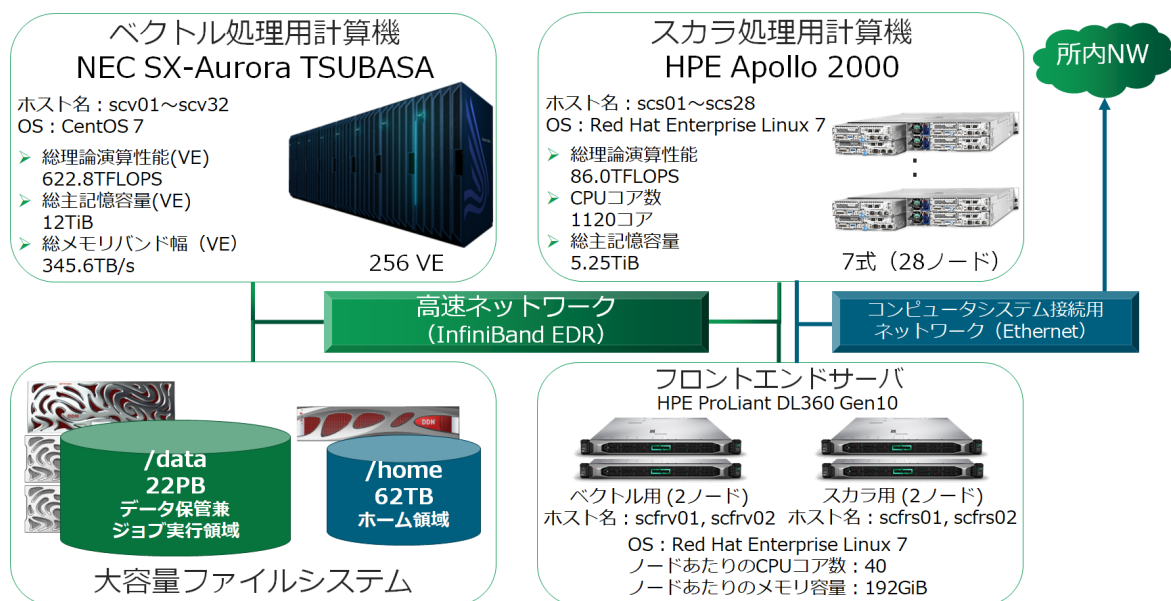 ベクトル処理用計算機
NEC SX-Aurora TSUBASA
ホスト名：scv01～scv32
OS：CentOS 7
➢ 総理論演算性能(VE)
622.8TFLOPS
➢ 総主記憶容量(VE)
12TiB
➢ 総メモリバンド幅（VE）
345.6TB/s
256 VE
スカラ処理用計算機
HPE Apollo 2000
ホスト名：scs01～scs28
OS：Red Hat Enterprise Linux 7
➢ 総理論演算性能
86.0TFLOPS
➢ CPUコア数
1120コア
➢ 総主記憶容量
5.25TiB
7式（28ノード）
所内NW
高速ネットワーク
（InfiniBand EDR）
コンピュータシステム接続用
ネットワーク（Ethernet）
DDN
/data
22PB
データ保管兼
ジョブ実行領域
/home
62TB
ホーム領域
大容量ファイルシステム
フロントエンドサーバ
HPE ProLiant DL360 Gen10
ベクトル用 (2ノード)
ホスト名：scfrv01, scfrv02
スカラ用 (2ノード)
ホスト名：scfrs01, scfrs02
OS：Red Hat Enterprise Linux 7
ノードあたりのCPUコア数：40
ノードあたりのメモリ容量：192GiB